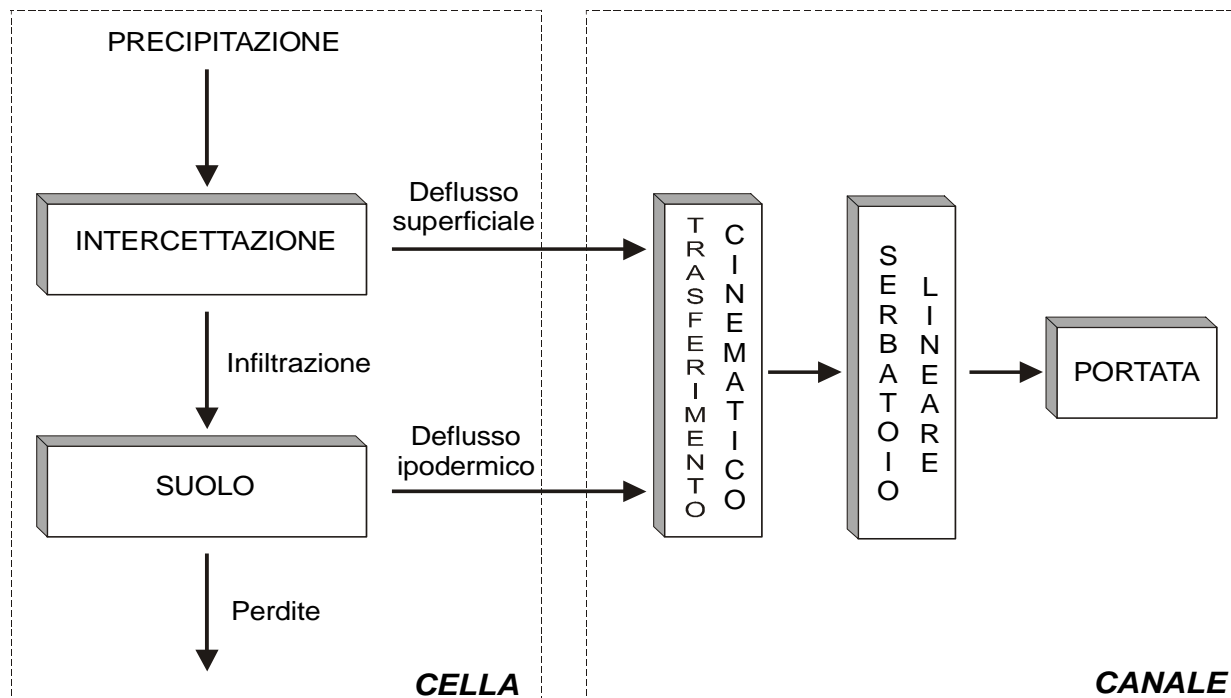 PRECIPITAZIONE
INTERCETTAZIONE
Deflusso
superficiale
Infiltrazione
SUOLO
Deflusso
ipodermico
Perdite
CELLA
TRASFERIMENTO
CINEMATICO
SERBATOIO
LINEARE
PORTATA
CANALE